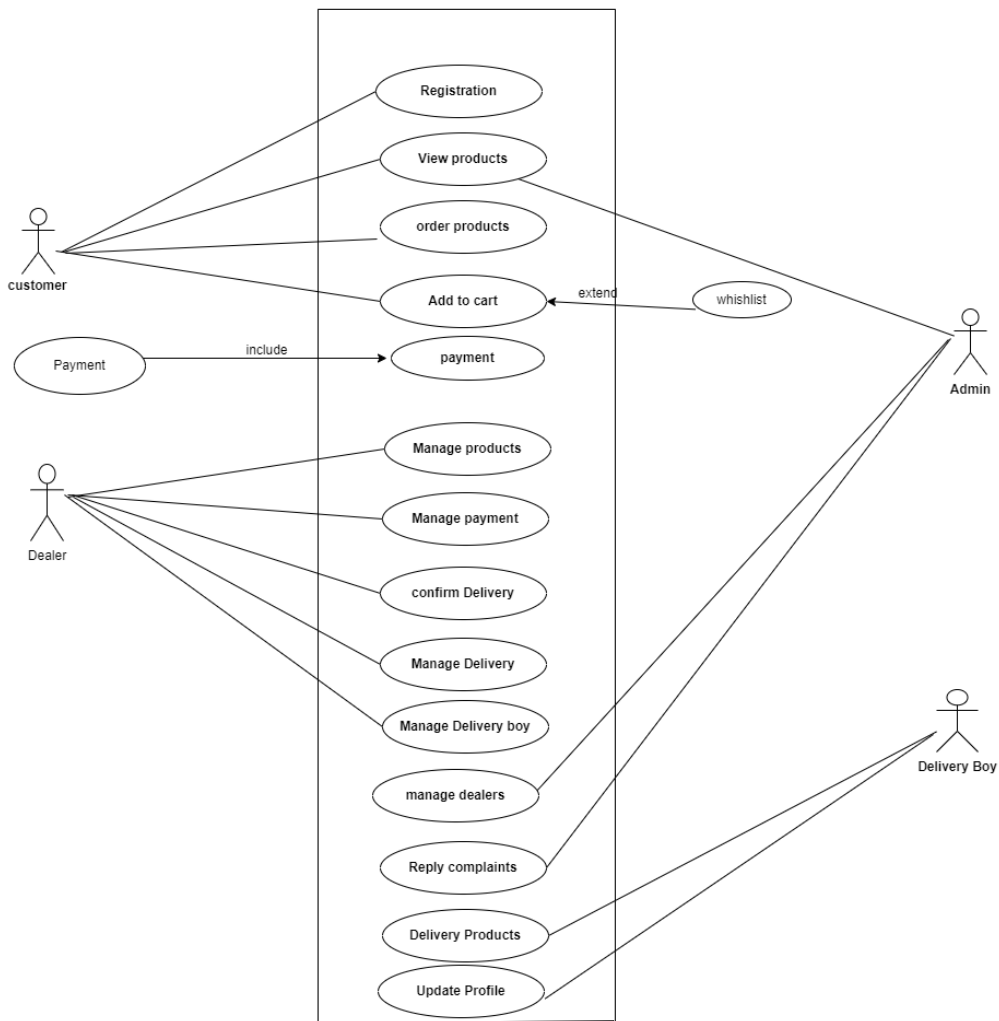 Registration
View products
order products
customer
Add to cart
extend
whishlist
include
Payment
payment
Admin
Manage products
Manage payment
Dealer
confirm Delivery
Manage Delivery
Manage Delivery boy
Delivery Boy
manage dealers
Reply complaints
Delivery Products
Update Profile